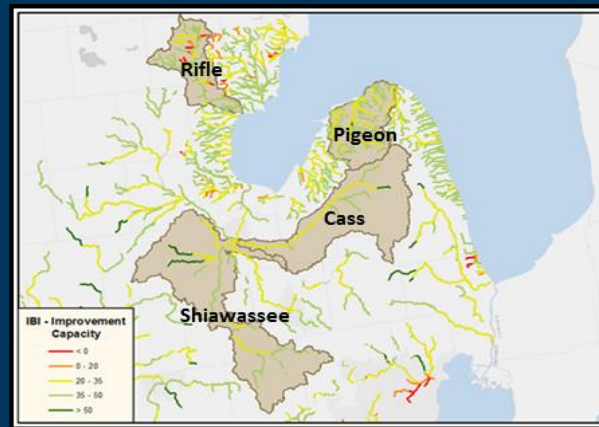 Rifle
Pigeon
Cass
Shiawassee
IBI - Improvement
Capacity
< 0
0 - 20
20 - 35
35 - 50
> 50